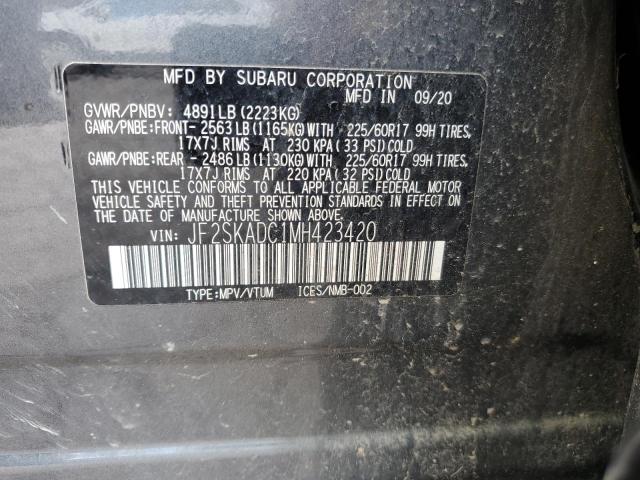 MFD BY SUBARU CORPORATION
MFD IN 09/20
GVWR/PNBV: 4891LB(2223KG)
GAWR/PNBE:FRONT- 2563LB(1165KG)WITH 225/60R17 99H TIRES,
17X7J RIMS AT 230 KPA(33 PSI)COLD
GAWR/PNBE:REAR - 2486LB(1130KG)WITH 225/60R17 99H TIRES,
17X7J RIMS AT 220 KPA(32 PSI)COLD
THIS VEHICLE CONFORMS TO ALL APPLICABLE FEDERAL MOTOR
VEHICLE SAFETY AND THEFT PREVENTION STANDARDS IN
EFFECT ON THE DATE OF MANUFACTURE SHOWN ABOVE.
VIN: JF2SKADC1MH423420
TYPE:MPV/VTUM ICES/NMB-002